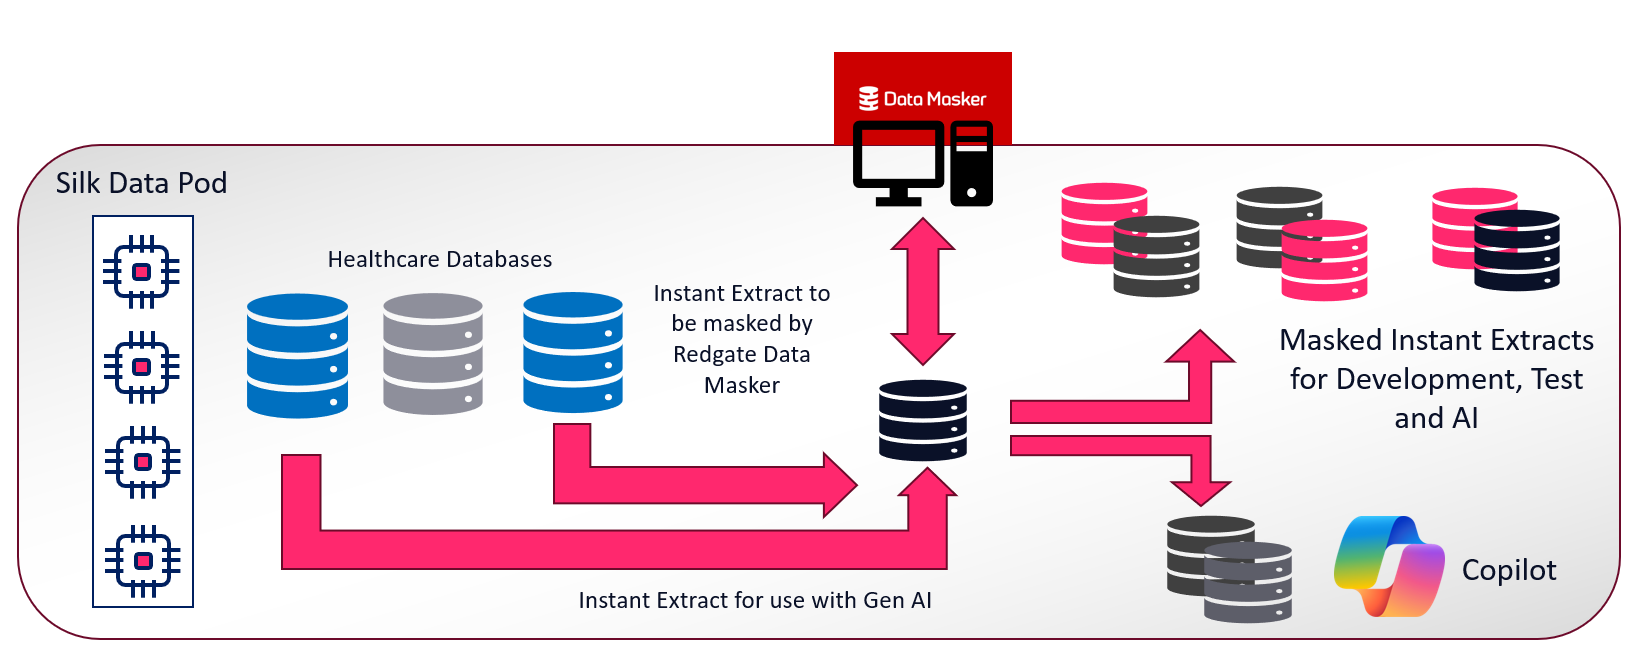 Data Masker
Silk Data Pod
Healthcare Databases
Instant Extract to
be masked by
Redgate Data
Masker
Masked Instant Extracts
for Development, Test
and AI
Copilot
Instant Extract for use with Gen AI